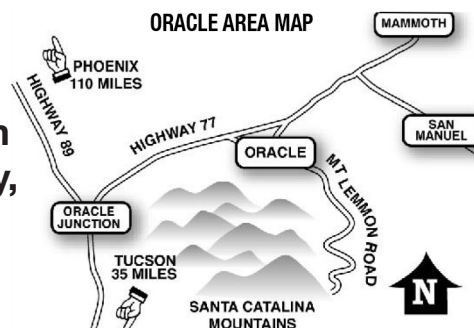 ORACLE AREA MAP
MAMMOTH
PHOENIX
110 MILES
HIGHWAY 89
HIGHWAY 77
SAN
MANUEL
n
y,
ORACLE
MT LEMMON ROAD
ORACLE
JUNCTION
TUCSON
35 MILES
N
SANTA CATALINA
MOUNTAINS